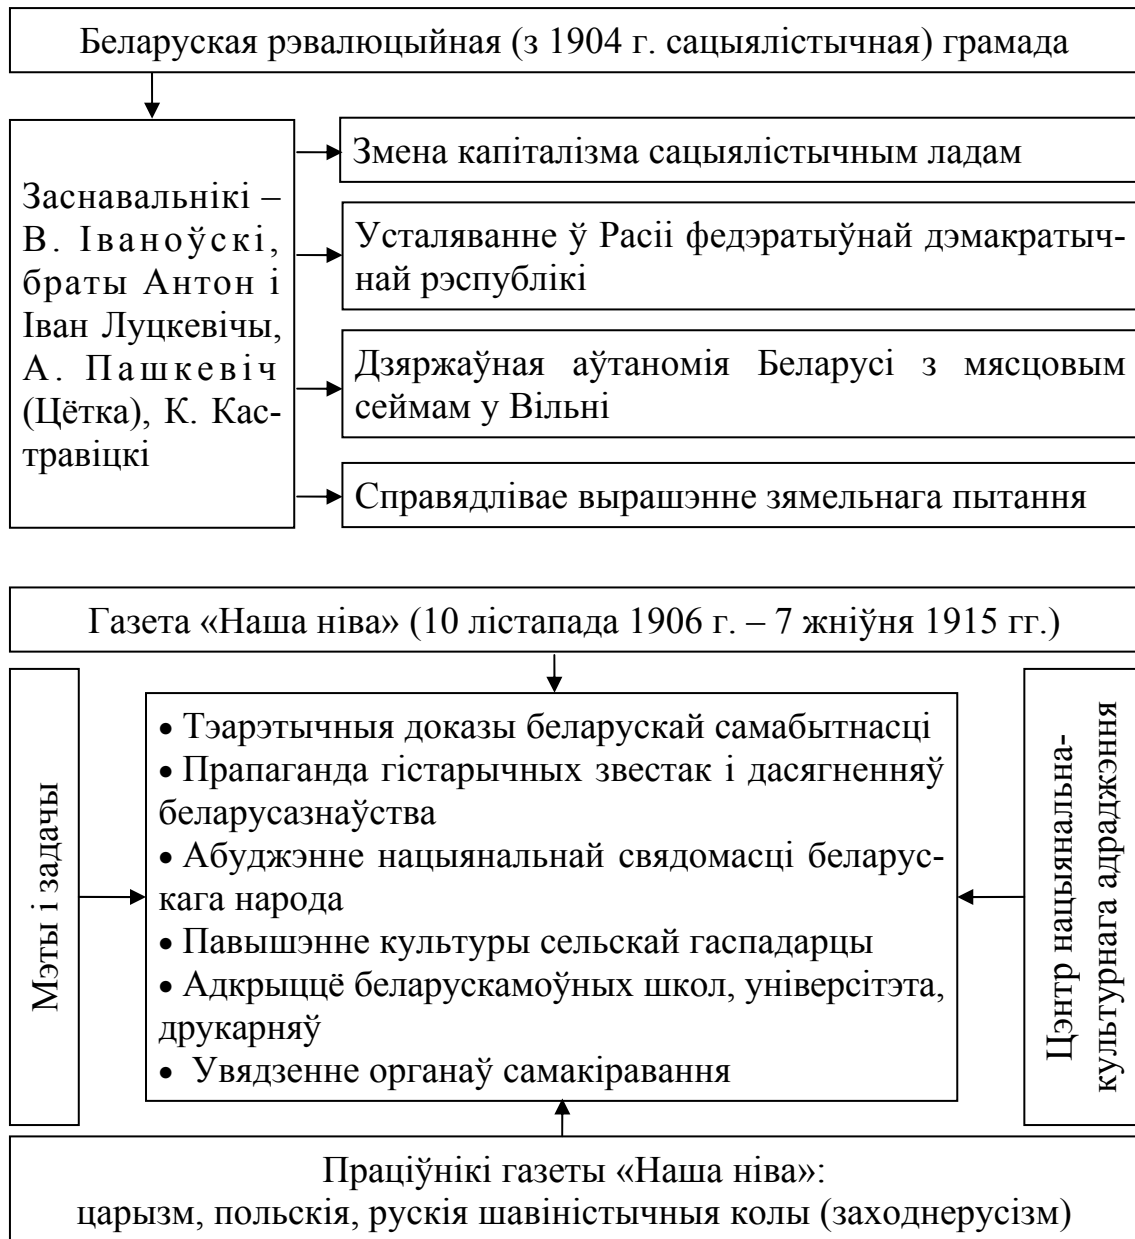 Беларуская рэвалюцыйная (з 1904 г. сацыялістычная) грамада
Заснавальнікі –
В. Іваноўскі,
браты Антон і
Іван Луцкевічы,
А. Пашкевіч
(Цётка), К. Кас-
травіцкі
Змена капіталізма сацыялістычным ладам
Усталяванне ў Расіі федэратыўнай дэмакратыч-
най рэспублікі
Дзяржаўная аўтаномія Беларусі з мясцовым
сеймам у Вільні
Справядлівае вырашэнне зямельнага пытання
Газета «Наша ніва» (10 лістапада 1906 г. – 7 жніўня 1915 гг.)
Мэты і задачы
• Тэарэтычныя доказы беларускай самабытнасці
• Прапаганда гістарычных звестак і дасягненняў
беларусазнаўства
• Абуджэнне нацыянальнай свядомасці беларус-
кага народа
• Павышэнне культуры сельскай гаспадарцы
• Адкрыццё беларускамоўных школ, універсітэта,
друкарняў
• Увядзенне органаў самакіравання
Цэнтр нацыянальна-
культурнага адраджэння
Праціўнікі газеты «Наша ніва»:
царызм, польскія, рускія шавіністычныя колы (заходнерусізм)